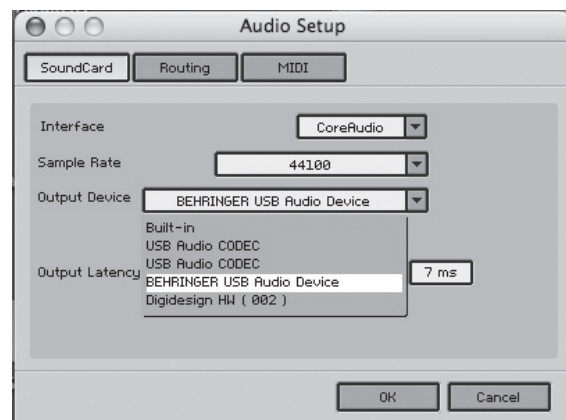 Audio Setup
SoundCard Routing MIDI
Interface CoreAudio
Sample Rate 44100
Output Device BEHRINGER USB Audio Device
Built-in
USB Audio CODEC
USB Audio CODEC
Output Latency 7 ms
BEHRINGER USB Audio Device
Digidesign HW ( 002 )
OK Cancel